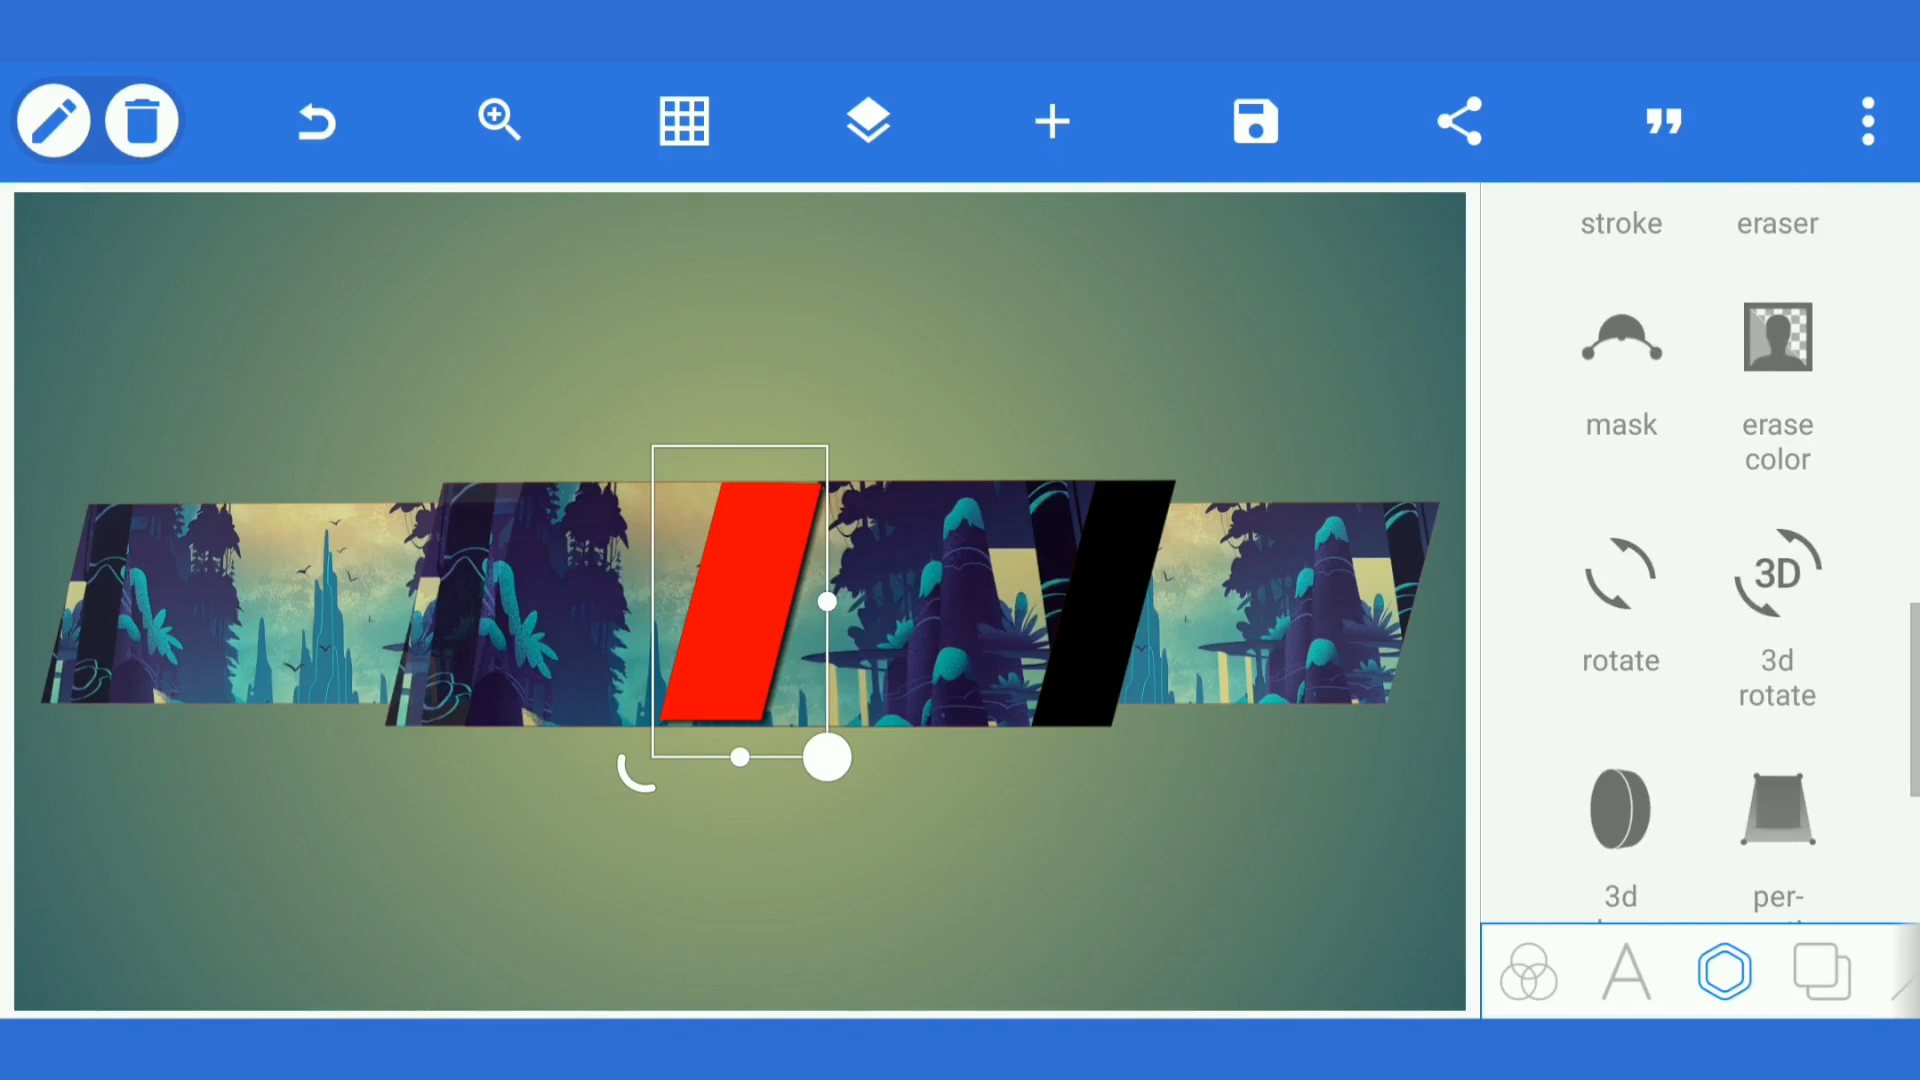 stroke
eraser
mask
erase
color
rotate
3D
3d
rotate
3d
per-